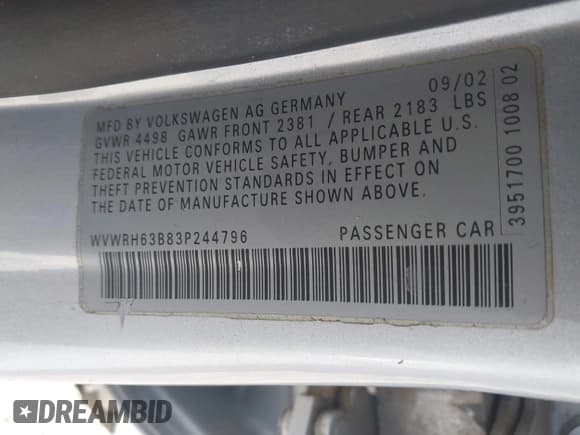 09/02
MFD BY VOLKSWAGEN AG GERMANY
GVWR 4498 GAWR FRONT 2381 / REAR 2183 LBS
THIS VEHICLE CONFORMS TO ALL APPLICABLE U.S.
FEDERAL MOTOR VEHICLE SAFETY, BUMPER AND
THEFT PREVENTION STANDARDS IN EFFECT ON
THE DATE OF MANUFACTURE SHOWN ABOVE.
WVWRH63B83P244796 PASSENGER CAR
3951700 1008 02
DREAMBID